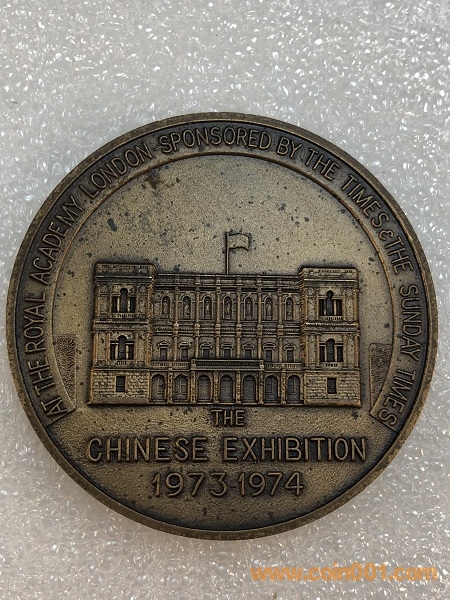 AT THE ROYAL ACADEMY LONDON·SPONSORED BY THE TIMES & THE SUNDAY TIMES
THE
CHINESE EXHIBITION
1973-1974
www.coin001.com